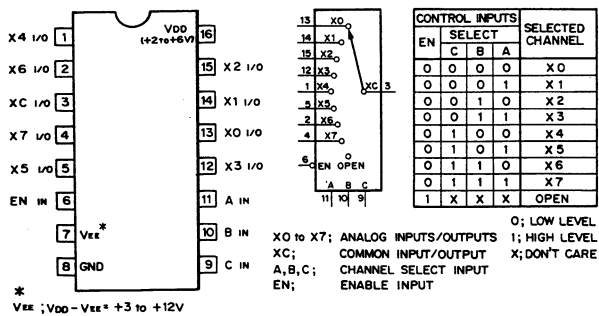 X4 I/O 1
X6 I/O 2
XC I/O 3
X7 I/O 4
X5 I/O 5
EN IN 6
7 VEE*
8 GND
VDD
(+2 to +6V)
16
15 X2 I/O
14 X1 I/O
13 X0 I/O
12 X3 I/O
11 A IN
10 B IN
9 C IN
*
VEE ; VDD - VEE = +3 to +12V
13 X0
14 X1
15 X2
12 X3
1 X4
5 X5
2 X6
4 X7
XC 3
6 EN OPEN
A B C
11 10 9
CONTROL INPUTS
SELECTED CHANNEL
EN SELECT
C B A
0 0 0 0 X0
0 0 0 1 X1
0 0 1 0 X2
0 0 1 1 X3
0 1 0 0 X4
0 1 0 1 X5
0 1 1 0 X6
0 1 1 1 X7
1 X X X OPEN
X0 to X7; ANALOG INPUTS/OUTPUTS
XC; COMMON INPUT/OUTPUT
A,B,C; CHANNEL SELECT INPUT
EN; ENABLE INPUT
0; LOW LEVEL
1; HIGH LEVEL
X; DON'T CARE